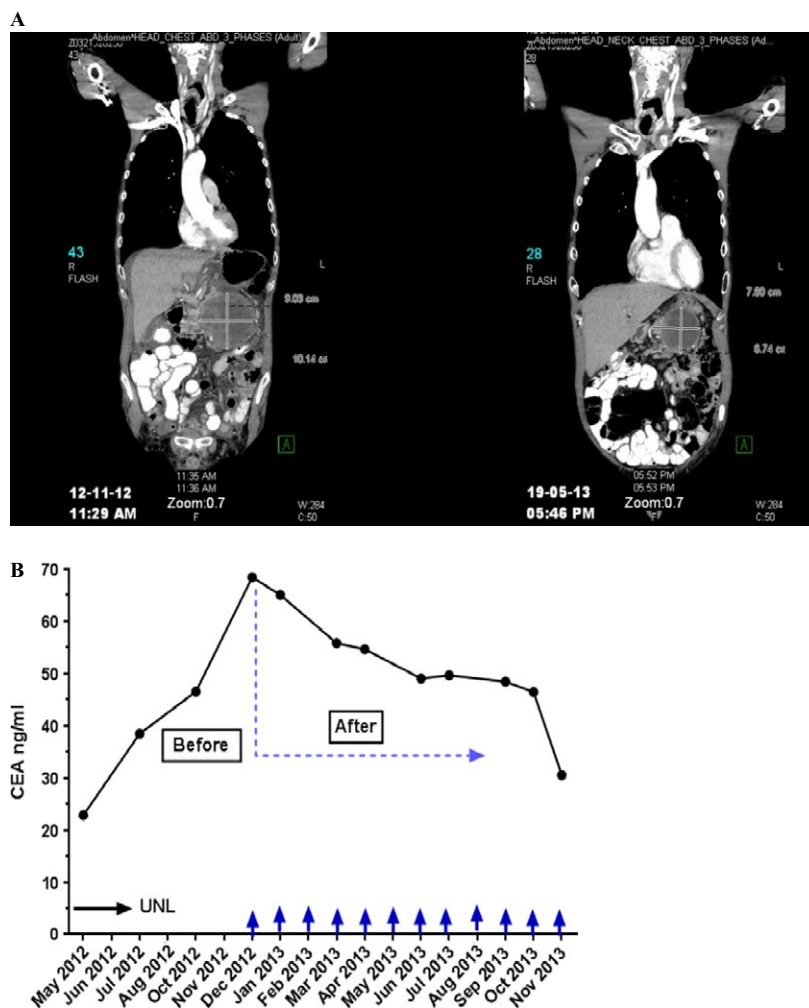 A
Abdomen^HEAD_CHEST_ABD_3_PHASES (Adult)
43
R
FLASH
L
9.03 cm
10.14 c
A
11:35 AM
11:36 AM
12-11-12
11:29 AM
Zoom:0.7
F
W:284
C:50
Abdomen^HEAD_NECK_CHEST_ABD_3_PHASES (Ad...
28
28
R
FLASH
L
7.60 cm
6.74 c
A
05:52 PM
05:53 PM
19-05-13
05:46 PM
Zoom:0.7
F
W:284
C:50
B
CEA ng/ml
70
60
50
40
30
20
10
5
0
Before
After
UNL
May 2012
Jun 2012
Jul 2012
Aug 2012
Oct 2012
Nov 2012
Dec 2012
Jan 2013
Feb 2013
Mar 2013
Apr 2013
May 2013
Jun 2013
Jul 2013
Aug 2013
Sep 2013
Oct 2013
Nov 2013